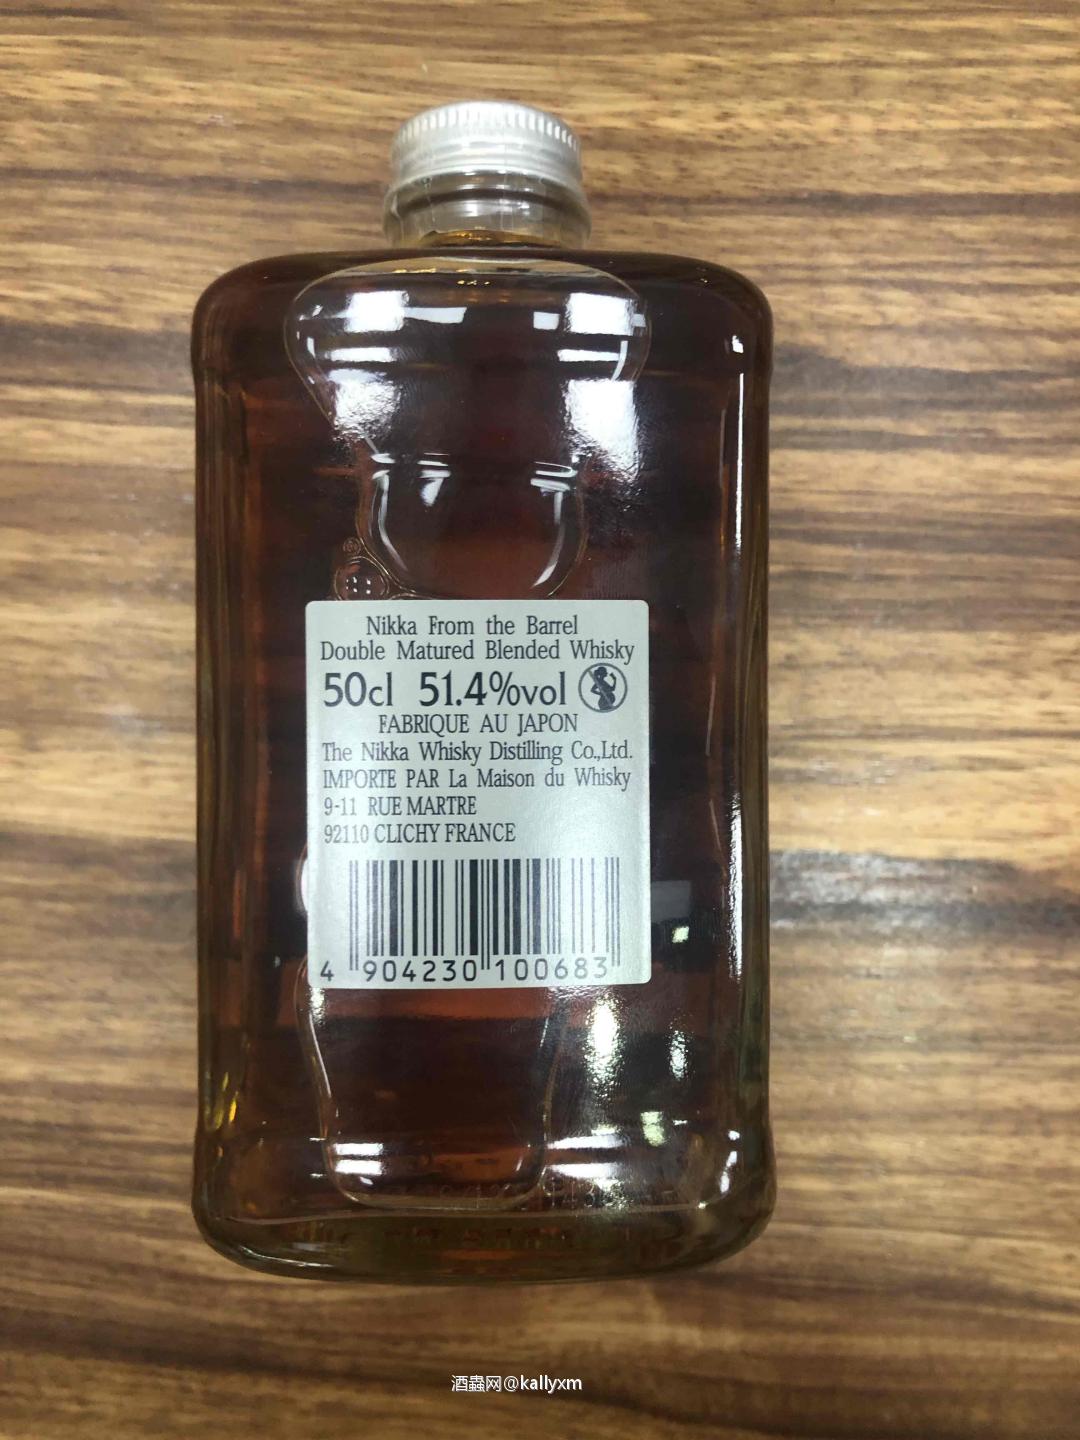 Nikka From the Barrel
Double Matured Blended Whisky
50cl 51.4%vol
FABRIQUE AU JAPON
The Nikka Whisky Distilling Co.,Ltd.
IMPORTE PAR La Maison du Whisky
9-11 RUE MARTRE
92110 CLICHY FRANCE
4 904230 100683
酒蟲网@kallyxm